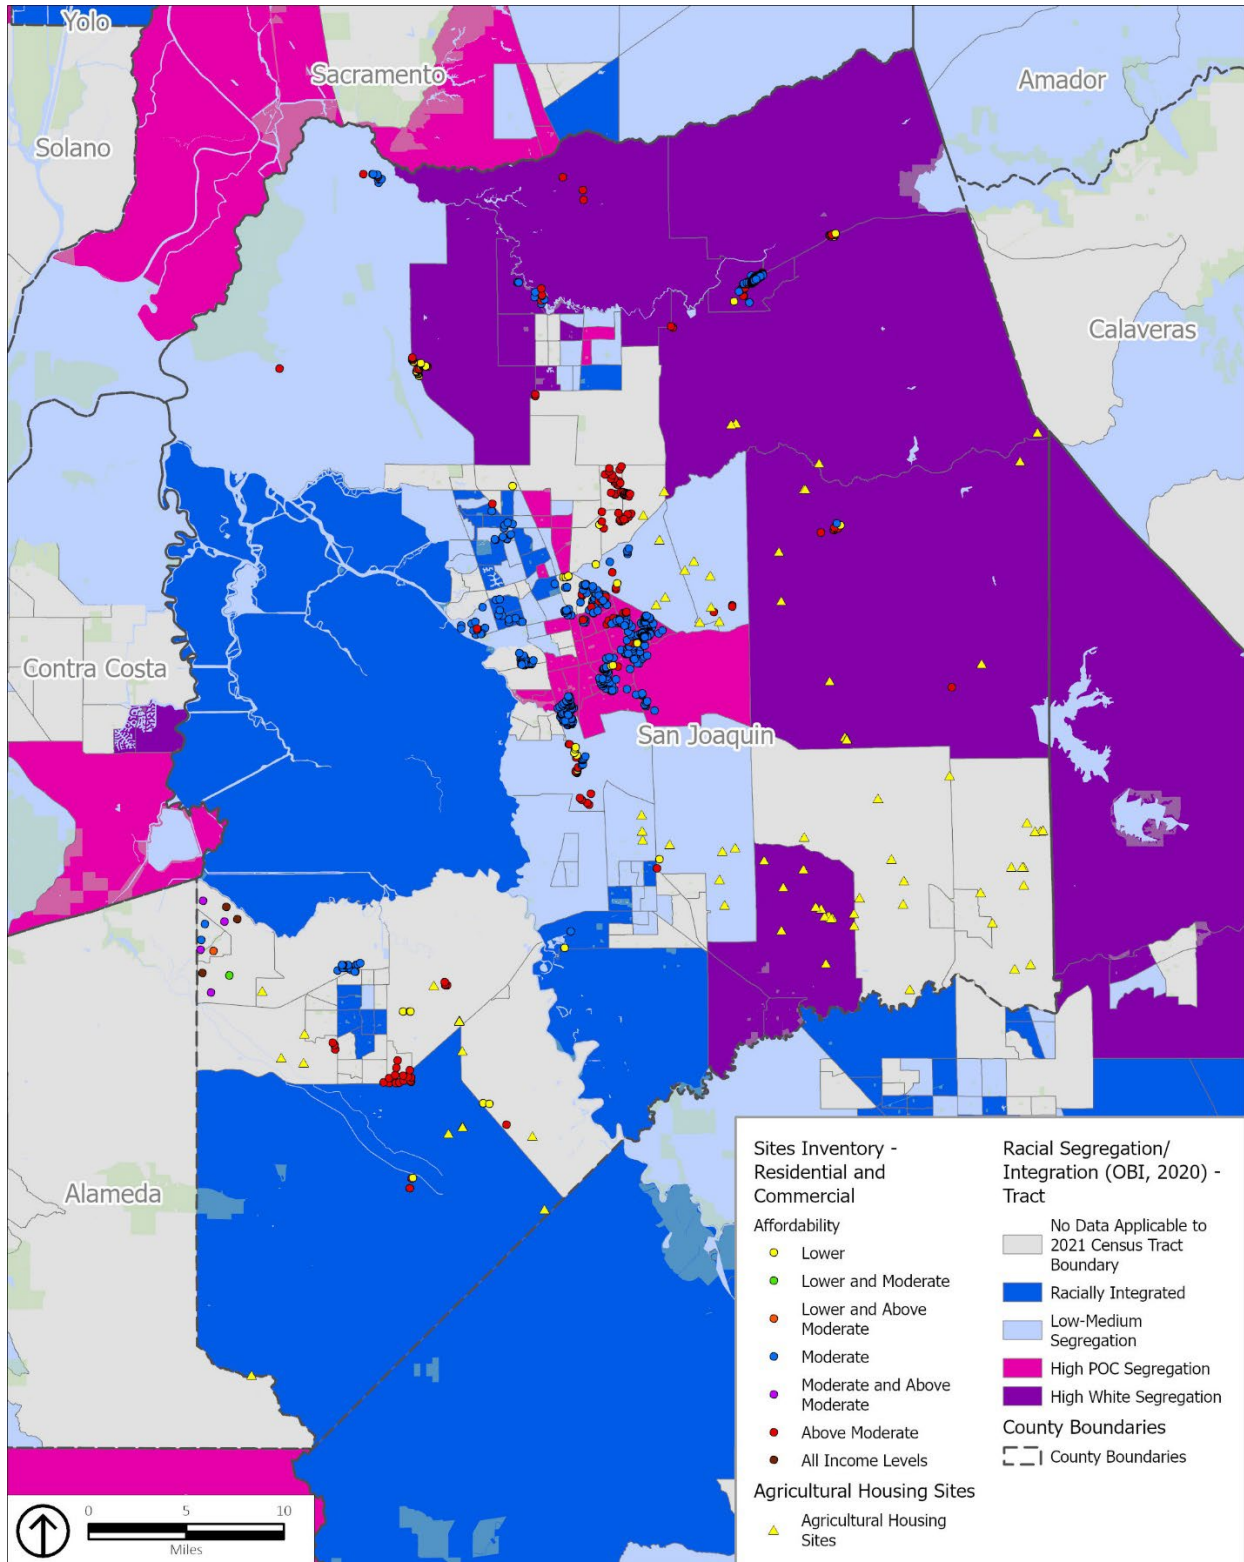 Yolo
Sacramento
Amador
Solano
Calaveras
Contra Costa
San Joaquin
Alameda
Sites Inventory -
Residential and
Commercial
Affordability
Lower
Lower and Moderate
Lower and Above
Moderate
Moderate
Moderate and Above
Moderate
Above Moderate
All Income Levels
Agricultural Housing Sites
Agricultural Housing
Sites
Racial Segregation/
Integration (OBI, 2020) -
Tract
No Data Applicable to
2021 Census Tract
Boundary
Racially Integrated
Low-Medium
Segregation
High POC Segregation
High White Segregation
County Boundaries
County Boundaries
0 5 10
Miles